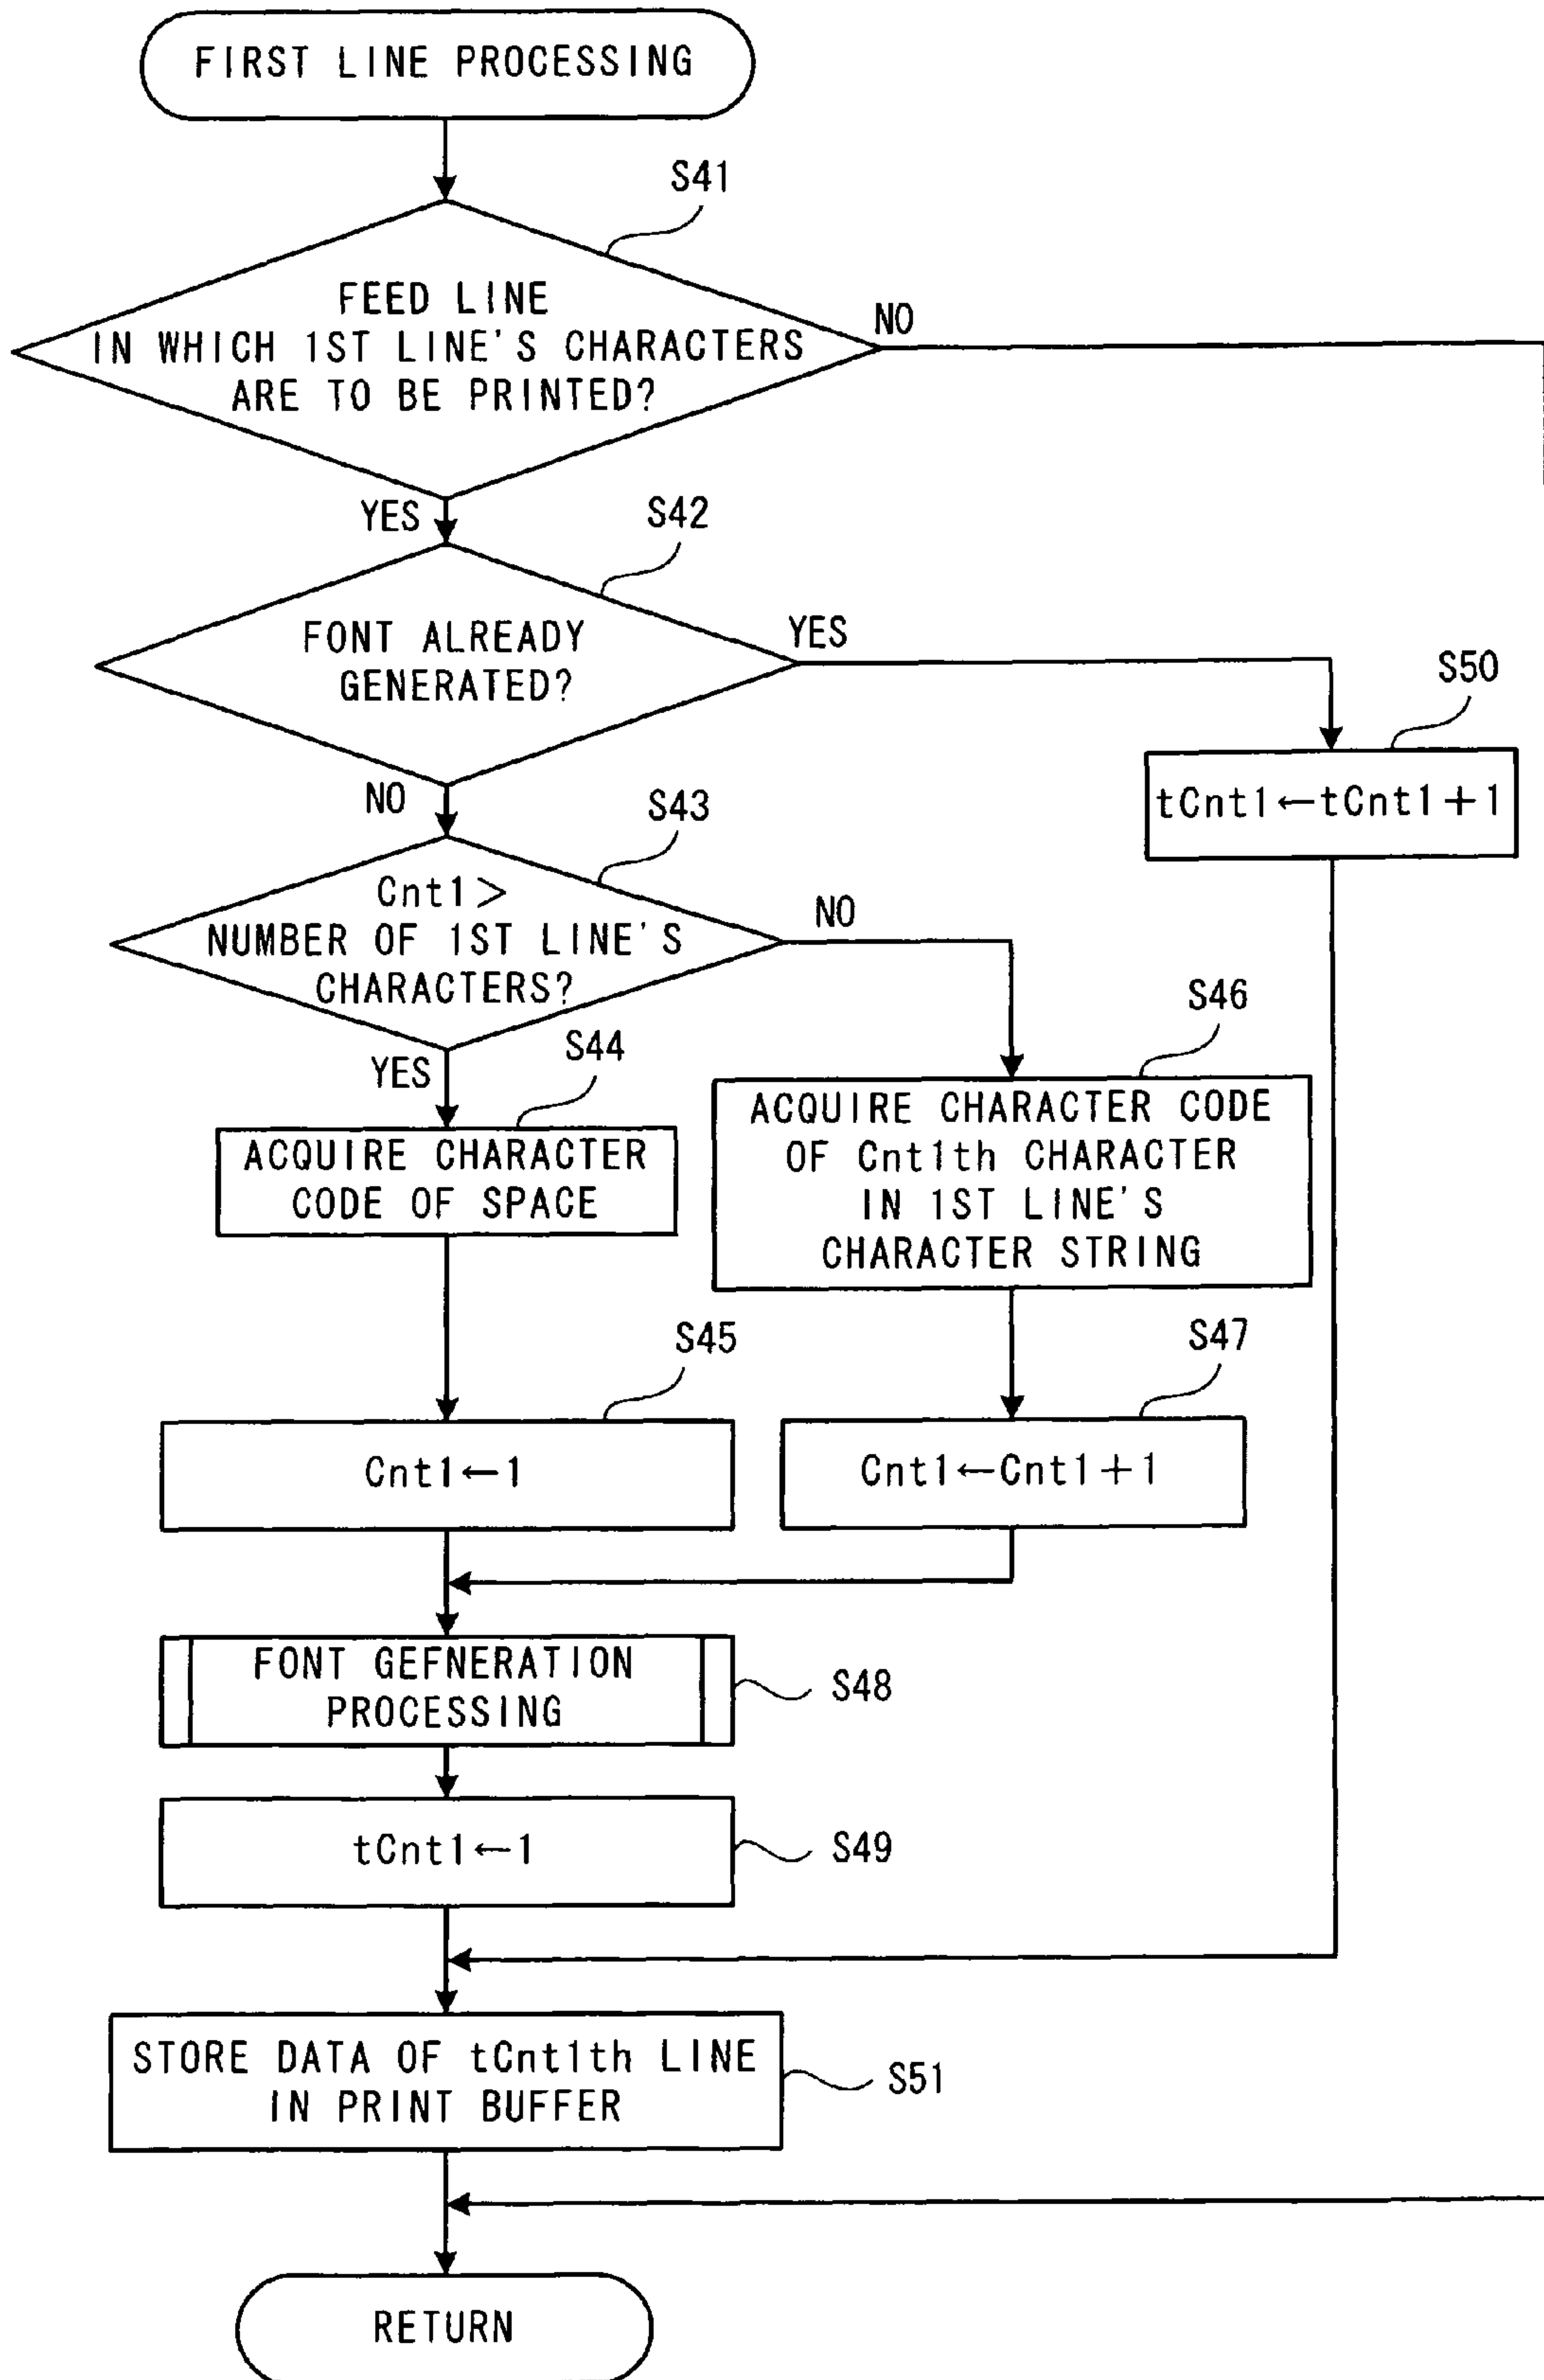 FIRST LINE PROCESSING
S41
FEED LINE
IN WHICH 1ST LINE'S CHARACTERS
ARE TO BE PRINTED?
NO
YES
S42
FONT ALREADY
GENERATED?
YES
S50
tCnt1←tCnt1+1
NO
S43
Cnt1>
NUMBER OF 1ST LINE'S
CHARACTERS?
NO
YES
S44
ACQUIRE CHARACTER
CODE OF SPACE
S46
ACQUIRE CHARACTER CODE
OF Cnt1th CHARACTER
IN 1ST LINE'S
CHARACTER STRING
S45
Cnt1←1
S47
Cnt1←Cnt1+1
FONT GEFNERATION
PROCESSING
S48
tCnt1←1
S49
STORE DATA OF tCnt1th LINE
IN PRINT BUFFER
S51
RETURN